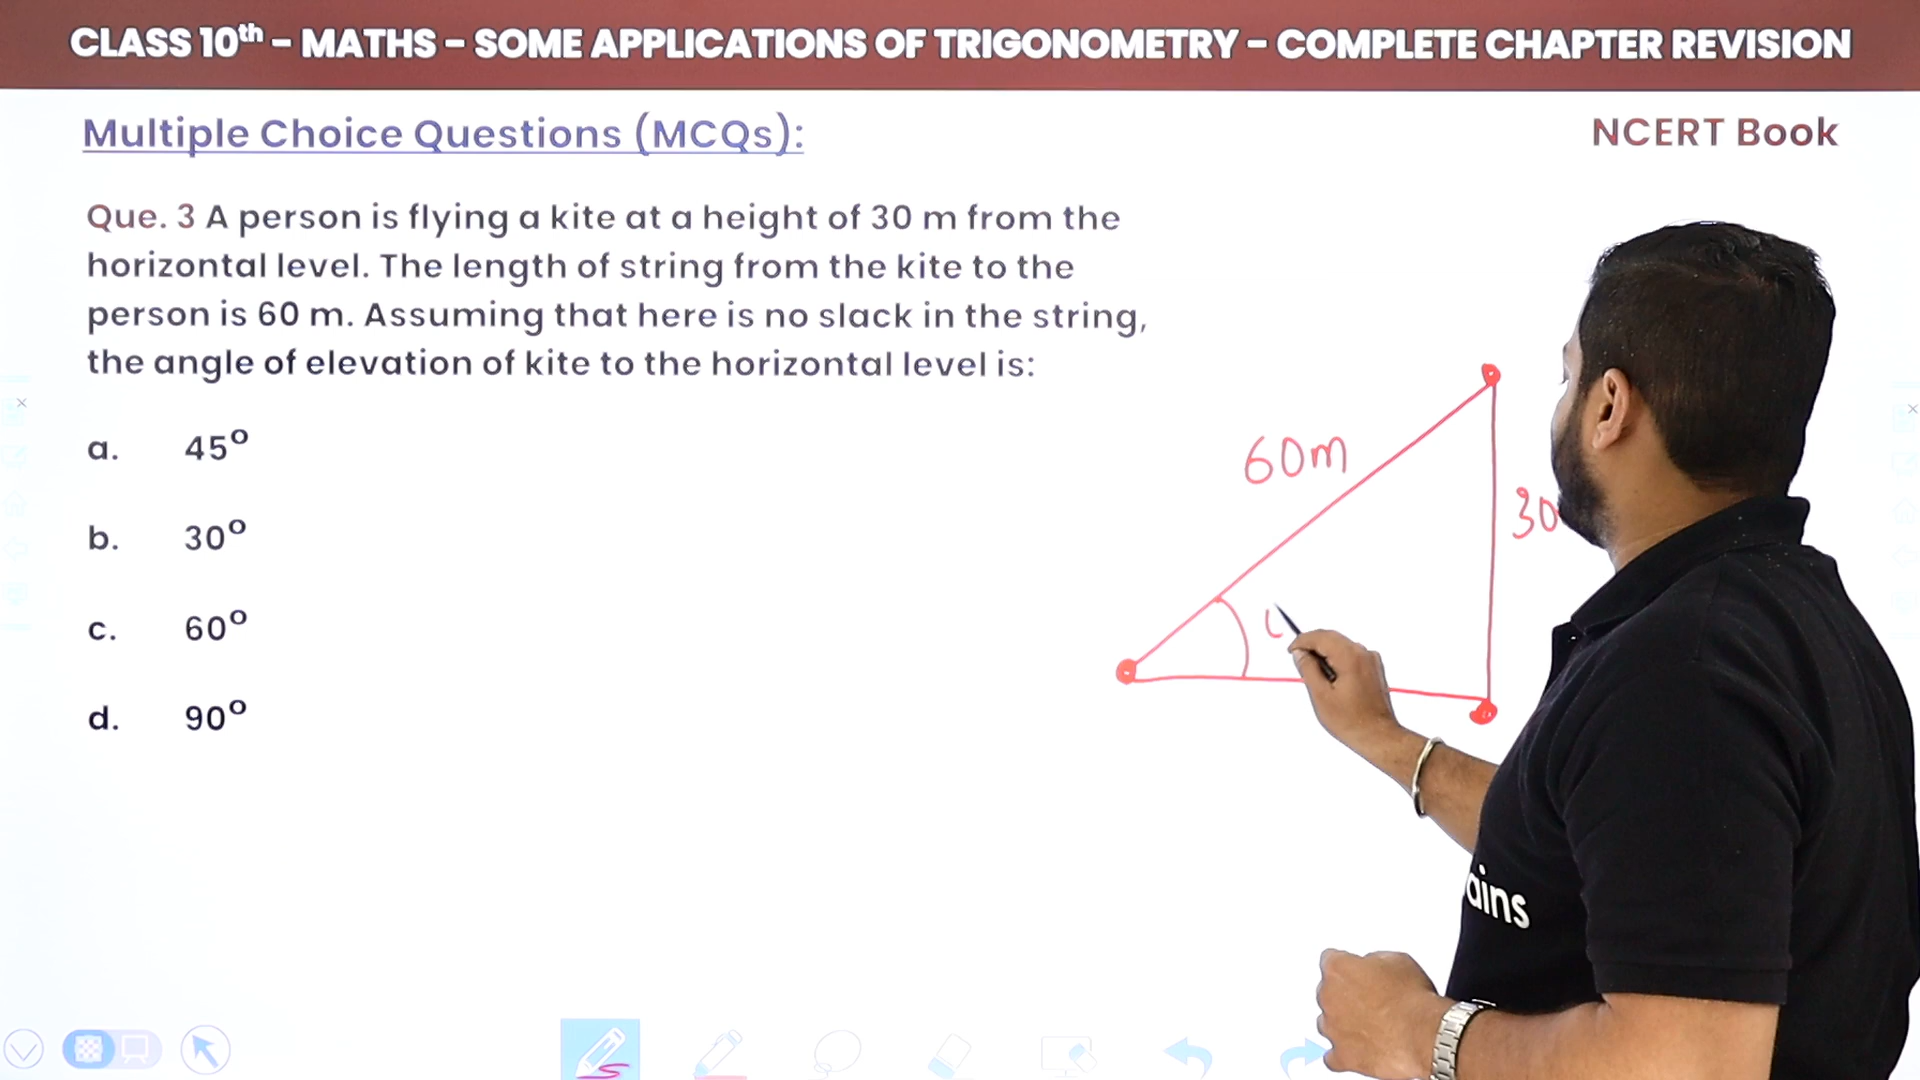 CLASS 10th - MATHS - SOME APPLICATIONS OF TRIGONOMETRY - COMPLETE CHAPTER REVISION
Multiple Choice Questions (MCQs):
NCERT Book
Que. 3 A person is flying a kite at a height of 30 m from the
horizontal level. The length of string from the kite to the
person is 60 m. Assuming that here is no slack in the string,
the angle of elevation of kite to the horizontal level is:
a. 45°
b. 30°
c. 60°
d. 90°
60m
30
ains